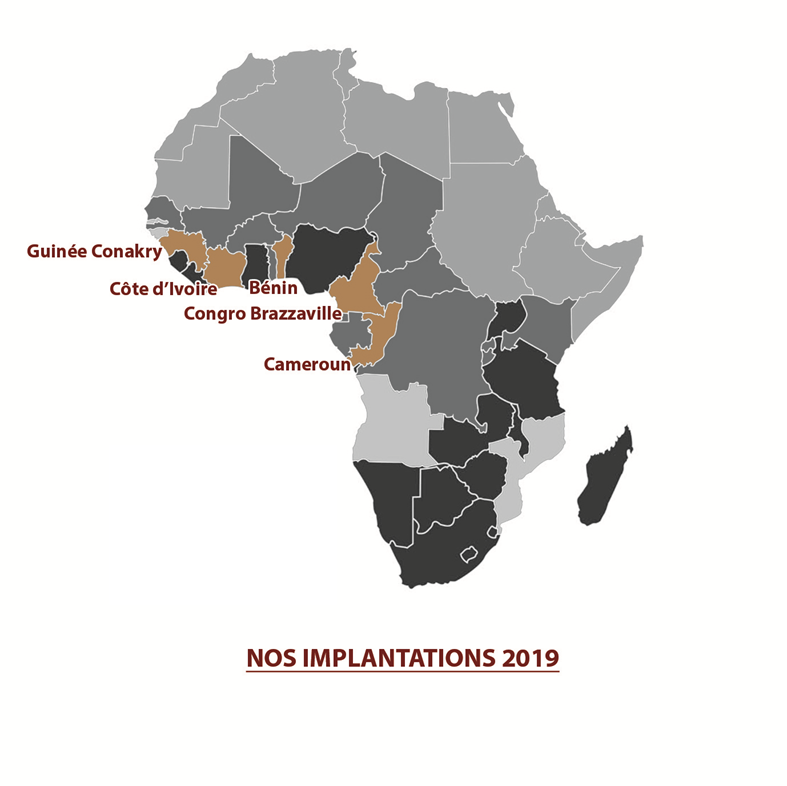 Guinée Conakry
Côte d’Ivoire
Bénin
Congro Brazzaville
Cameroun
NOS IMPLANTATIONS 2019